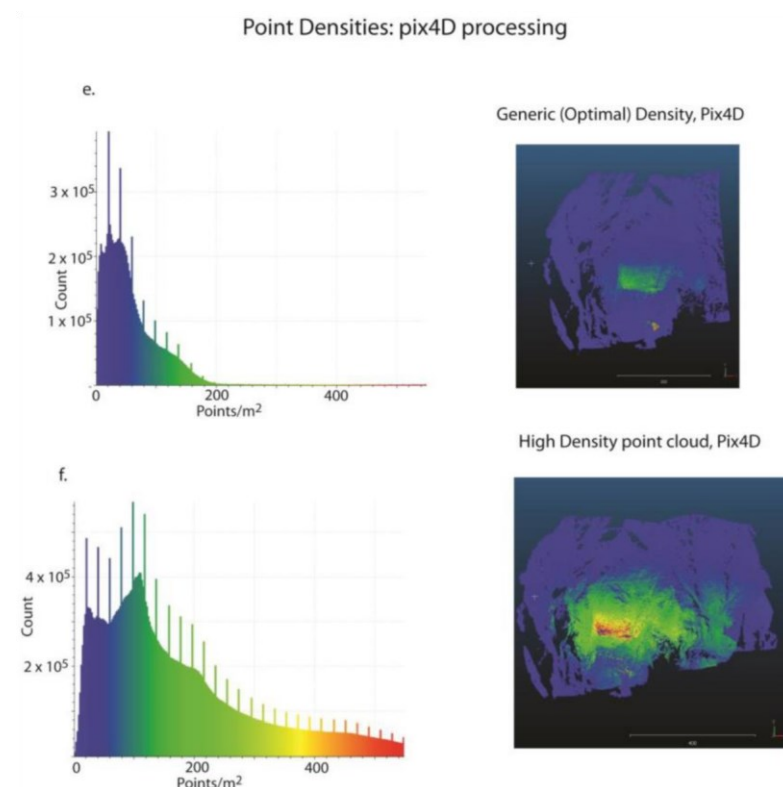 Point Densities: pix4D processing
e.
Generic (Optimal) Density, Pix4D
3 x 10⁵
2 x 10⁵
1 x 10⁵
Count
0
200
400
Points/m²
High Density point cloud, Pix4D
f.
4 x 10⁵
2 x 10⁵
Count
0
200
400
Points/m²
400